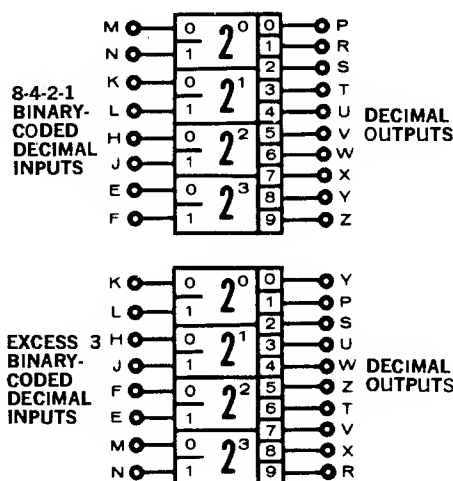 M 0 2⁰ 0 P
N 1 1 R
2 S
K 0 2¹ 3 T
L 1 4 U
8-4-2-1
BINARY-
CODED
DECIMAL
INPUTS
H 0 2² 5 V
J 1 6 W
7 X
E 0 2³ 8 Y
F 1 9 Z
DECIMAL
OUTPUTS
K 0 2⁰ 0 Y
L 1 1 P
2 S
H 0 2¹ 3 U
J 1 4 W
EXCESS 3
BINARY-
CODED
DECIMAL
INPUTS
F 0 2² 5 Z
E 1 6 T
7 V
M 0 2³ 8 X
N 1 9 R
DECIMAL
OUTPUTS